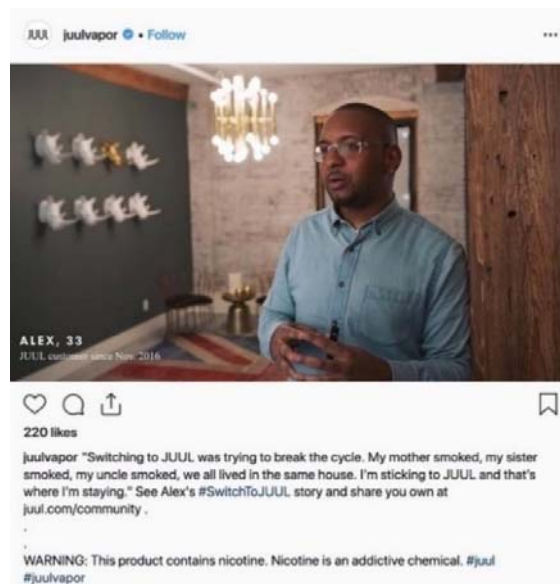 JUUL juulvapor • Follow
ALEX, 33
JUUL customer since Nov. 2016
220 likes
juulvapor "Switching to JUUL was trying to break the cycle. My mother smoked, my sister
smoked, my uncle smoked, we all lived in the same house. I'm sticking to JUUL and that's
where I'm staying." See Alex's #SwitchToJUUL story and share you own at
juul.com/community .
.
.
WARNING: This product contains nicotine. Nicotine is an addictive chemical. #juul
#juulvapor